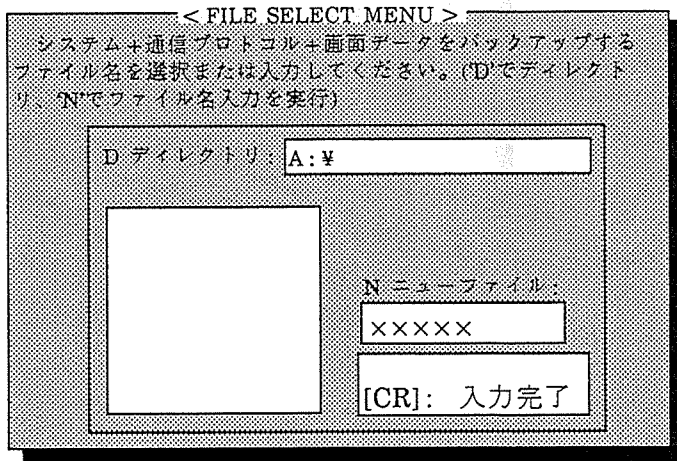 < FILE SELECT MENU >
システム+通信プロトコル+画面データをバックアップする
ファイル名を選択または入力してください。('D'でディレクト
リ、'N'でファイル名入力を実行)
D ディレクトリ: A:¥
N ニューファイル:
×××××
[CR]: 入力完了